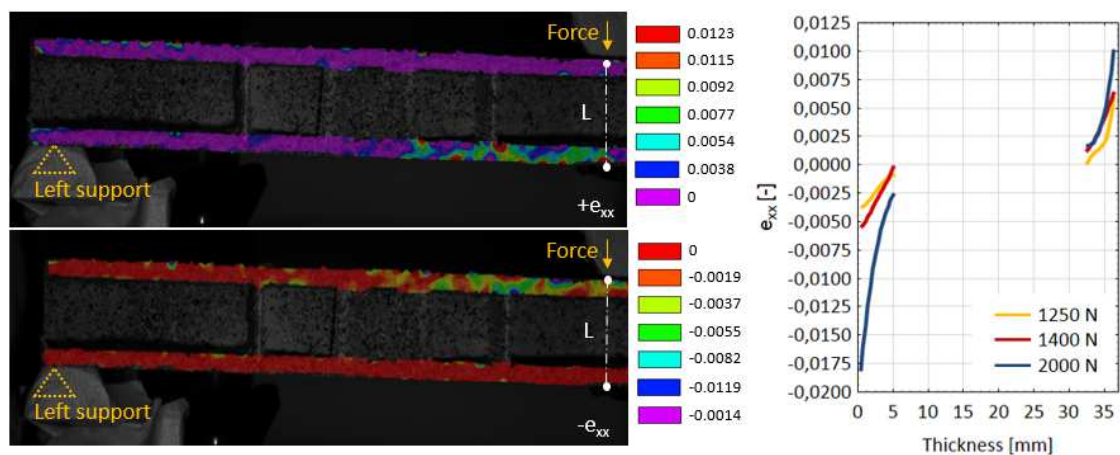 Force
L
Left support
+exx
0.0123
0.0115
0.0092
0.0077
0.0054
0.0038
0
Force
L
Left support
-exx
0
-0.0019
-0.0037
-0.0055
-0.0082
-0.0119
-0.0014
0,0125
0,0100
0,0075
0,0050
0,0025
0,0000
-0,0025
-0,0050
-0,0075
-0,0100
-0,0125
-0,0150
-0,0175
-0,0200
exx [-]
1250 N
1400 N
2000 N
0 5 10 15 20 25 30 35
Thickness [mm]